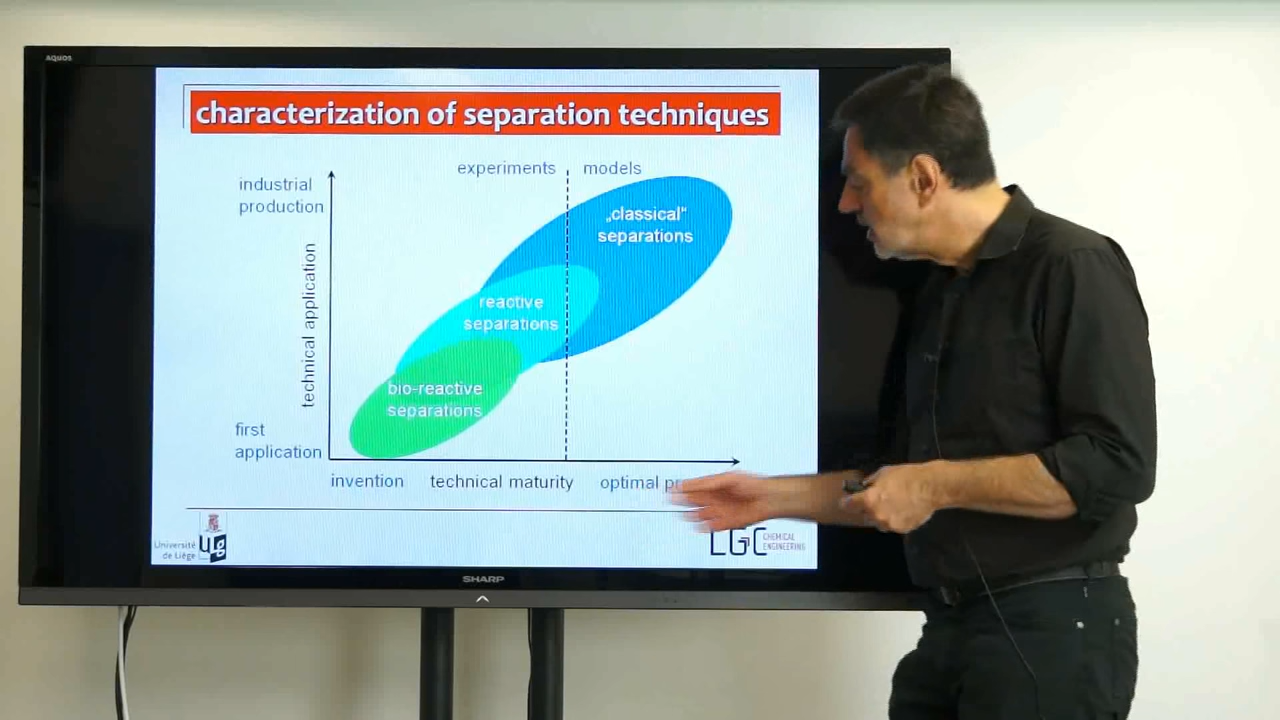 AQUOS
characterization of separation techniques
experiments
models
industrial
production
„classical“
separations
technical application
reactive
separations
bio-reactive
separations
first
application
invention
technical maturity
optimal
Université
de Liège
ULg
LGC
CHEMICAL
ENGINEERING
SHARP